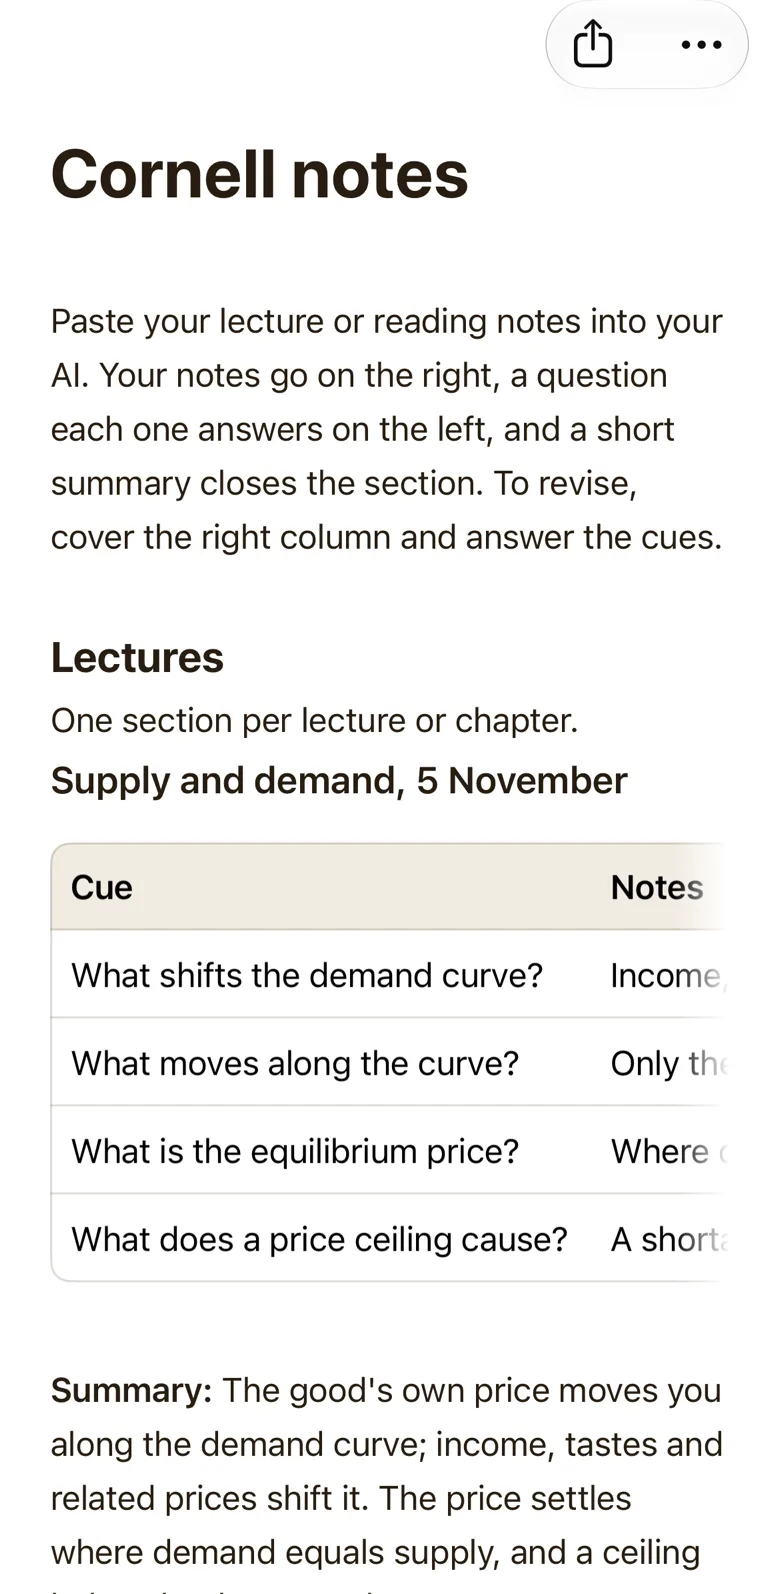 Cornell notes
Paste your lecture or reading notes into your
AI. Your notes go on the right, a question
each one answers on the left, and a short
summary closes the section. To revise,
cover the right column and answer the cues.
Lectures
One section per lecture or chapter.
Supply and demand, 5 November
Cue Notes
What shifts the demand curve? Income,
What moves along the curve? Only the
What is the equilibrium price? Where
What does a price ceiling cause? A
Summary: The good's own price moves you
along the demand curve; income, tastes and
related prices shift it. The price settles
where demand equals supply, and a ceiling